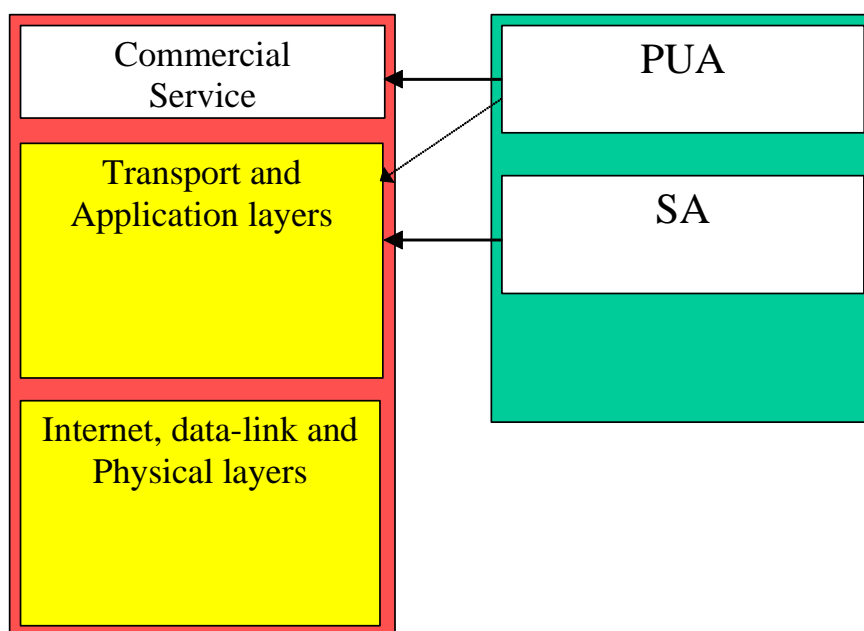 Commercial
Service
PUA
Transport and
Application layers
SA
Internet, data-link and
Physical layers